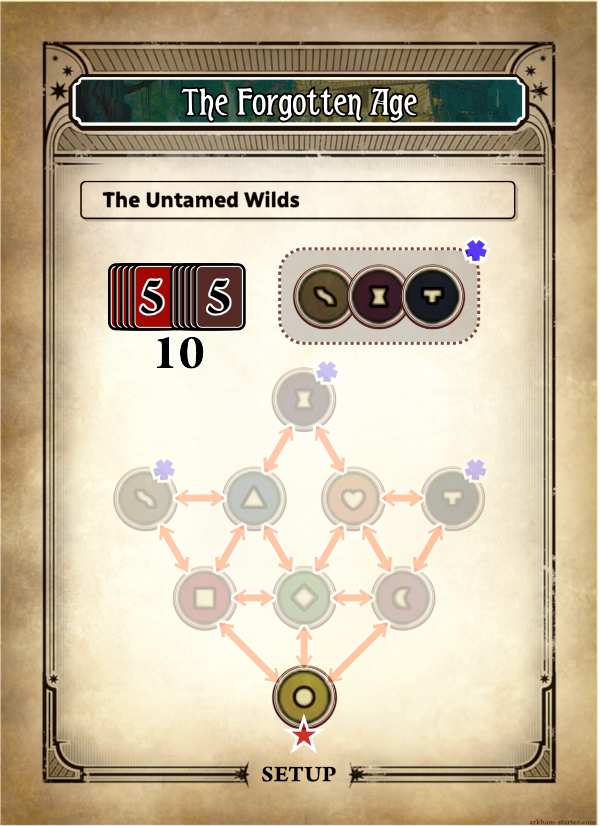 The Forgotten Age
The Untamed Wilds
5 5
10
SETUP
arkham-starter.com